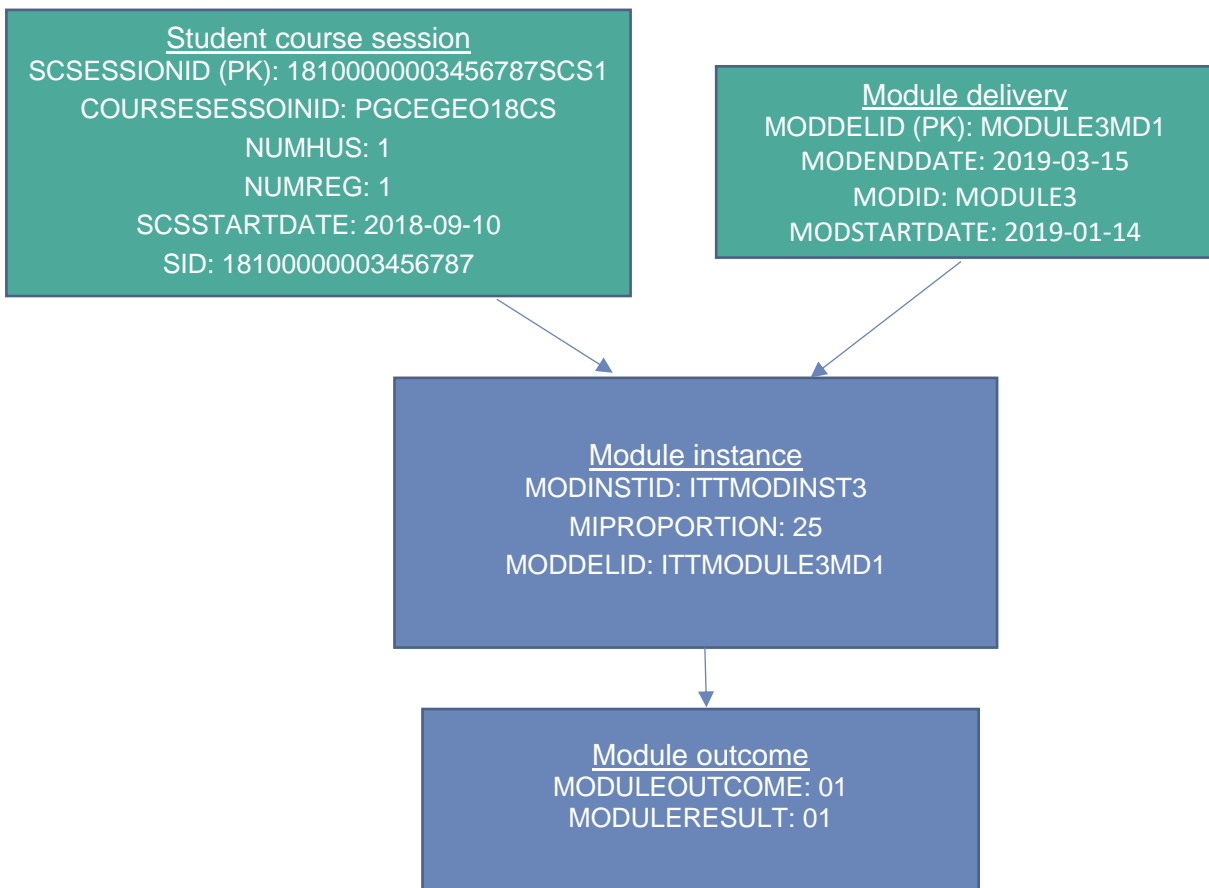 Student course session
SCSESSIONID (PK): 18100000003456787SCS1
COURSESESSOINID: PGCEGEO18CS
NUMHUS: 1
NUMREG: 1
SCSSTARTDATE: 2018-09-10
SID: 18100000003456787
Module delivery
MODDELID (PK): MODULE3MD1
MODENDDATE: 2019-03-15
MODID: MODULE3
MODSTARTDATE: 2019-01-14
Module instance
MODINSTID: ITTMODINST3
MIPROPORTION: 25
MODDELID: ITTMODULE3MD1
Module outcome
MODULEOUTCOME: 01
MODULERESULT: 01